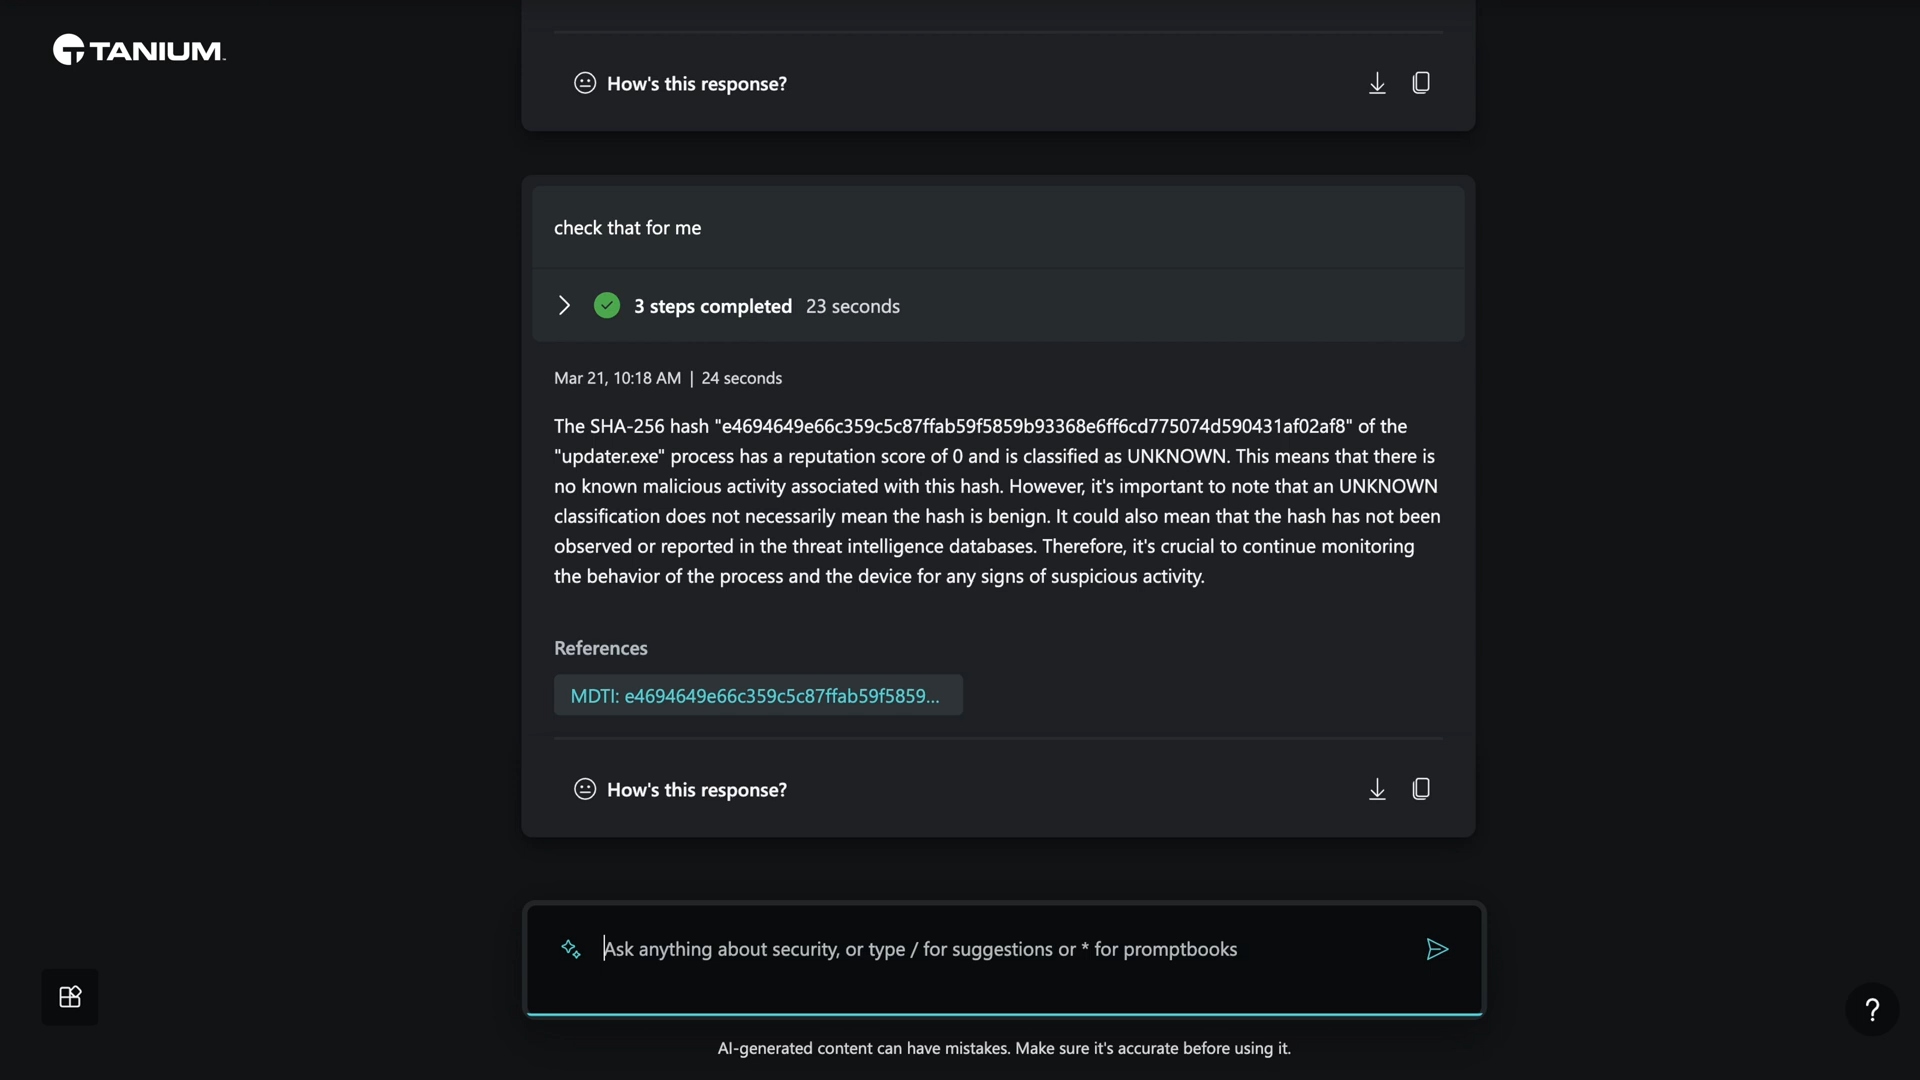 TANIUM
How's this response?
check that for me
3 steps completed 23 seconds
Mar 21, 10:18 AM | 24 seconds
The SHA-256 hash "e4694649e66c359c5c87ffab59f5859b93368e6ff6cd775074d590431af02af8" of the
"updater.exe" process has a reputation score of 0 and is classified as UNKNOWN. This means that there is
no known malicious activity associated with this hash. However, it's important to note that an UNKNOWN
classification does not necessarily mean the hash is benign. It could also mean that the hash has not been
observed or reported in the threat intelligence databases. Therefore, it's crucial to continue monitoring
the behavior of the process and the device for any signs of suspicious activity.
References
MDTI: e4694649e66c359c5c87ffab59f5859...
How's this response?
Ask anything about security, or type / for suggestions or * for promptbooks
?
AI-generated content can have mistakes. Make sure it's accurate before using it.